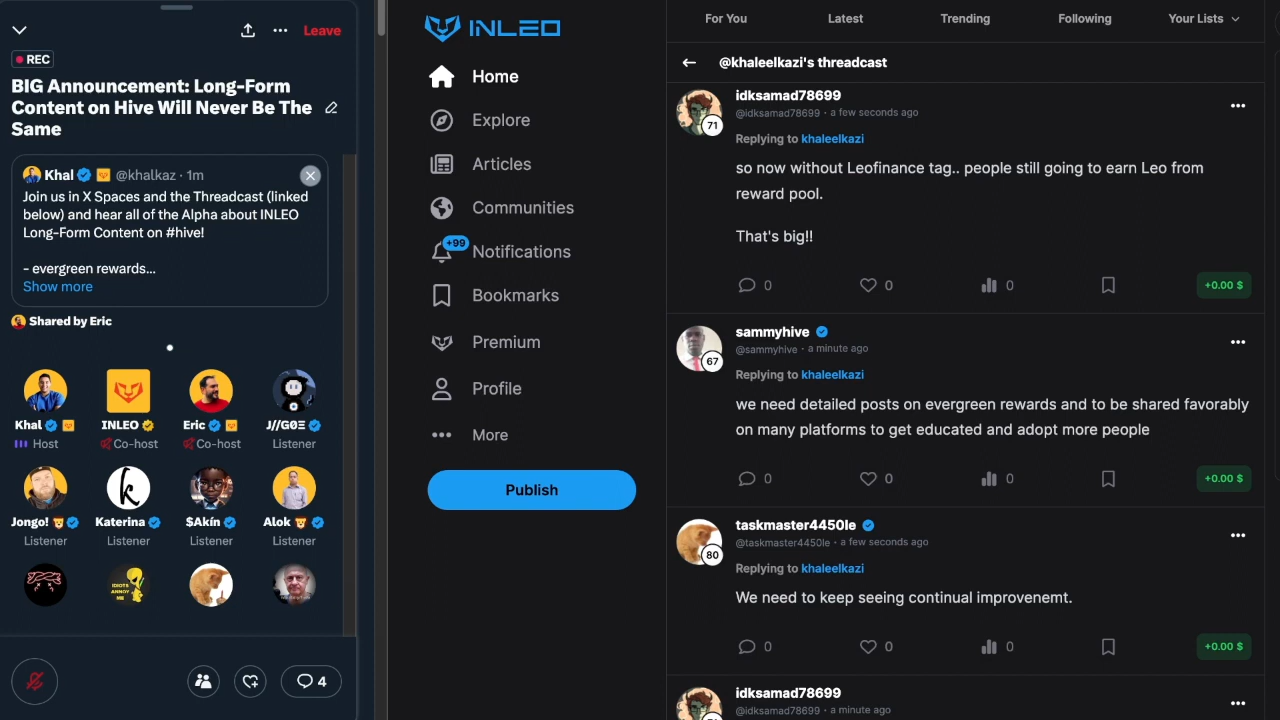 Leave
REC
BIG Announcement: Long-Form
Content on Hive Will Never Be The
Same
Khal @khalkaz · 1m
Join us in X Spaces and the Threadcast (linked
below) and hear all of the Alpha about INLEO
Long-Form Content on #hive!
- evergreen rewards...
Show more
Shared by Eric
Khal
INLEO
Eric
J//GØΞ
Host
Co-host
Co-host
Listener
Jongo!
Katerina
$Akín
Alok
Listener
Listener
Listener
Listener
IDIOTS
ANNOY
ME
4
INLEO
Home
Explore
Articles
Communities
+99
Notifications
Bookmarks
Premium
Profile
More
Publish
For You
Latest
Trending
Following
Your Lists
@khaleelkazi's threadcast
idksamad78699
@idksamad78699 · a few seconds ago
71
Replying to khaleelkazi
so now without Leofinance tag.. people still going to earn Leo from
reward pool.
That's big!!
0 0 0 +0.00 $
sammyhive
@sammyhive · a minute ago
67
Replying to khaleelkazi
we need detailed posts on evergreen rewards and to be shared favorably
on many platforms to get educated and adopt more people
0 0 0 +0.00 $
taskmaster4450le
@taskmaster4450le · a few seconds ago
80
Replying to khaleelkazi
We need to keep seeing continual improvenemt.
0 0 0 +0.00 $
idksamad78699
@idksamad78699 · a minute ago